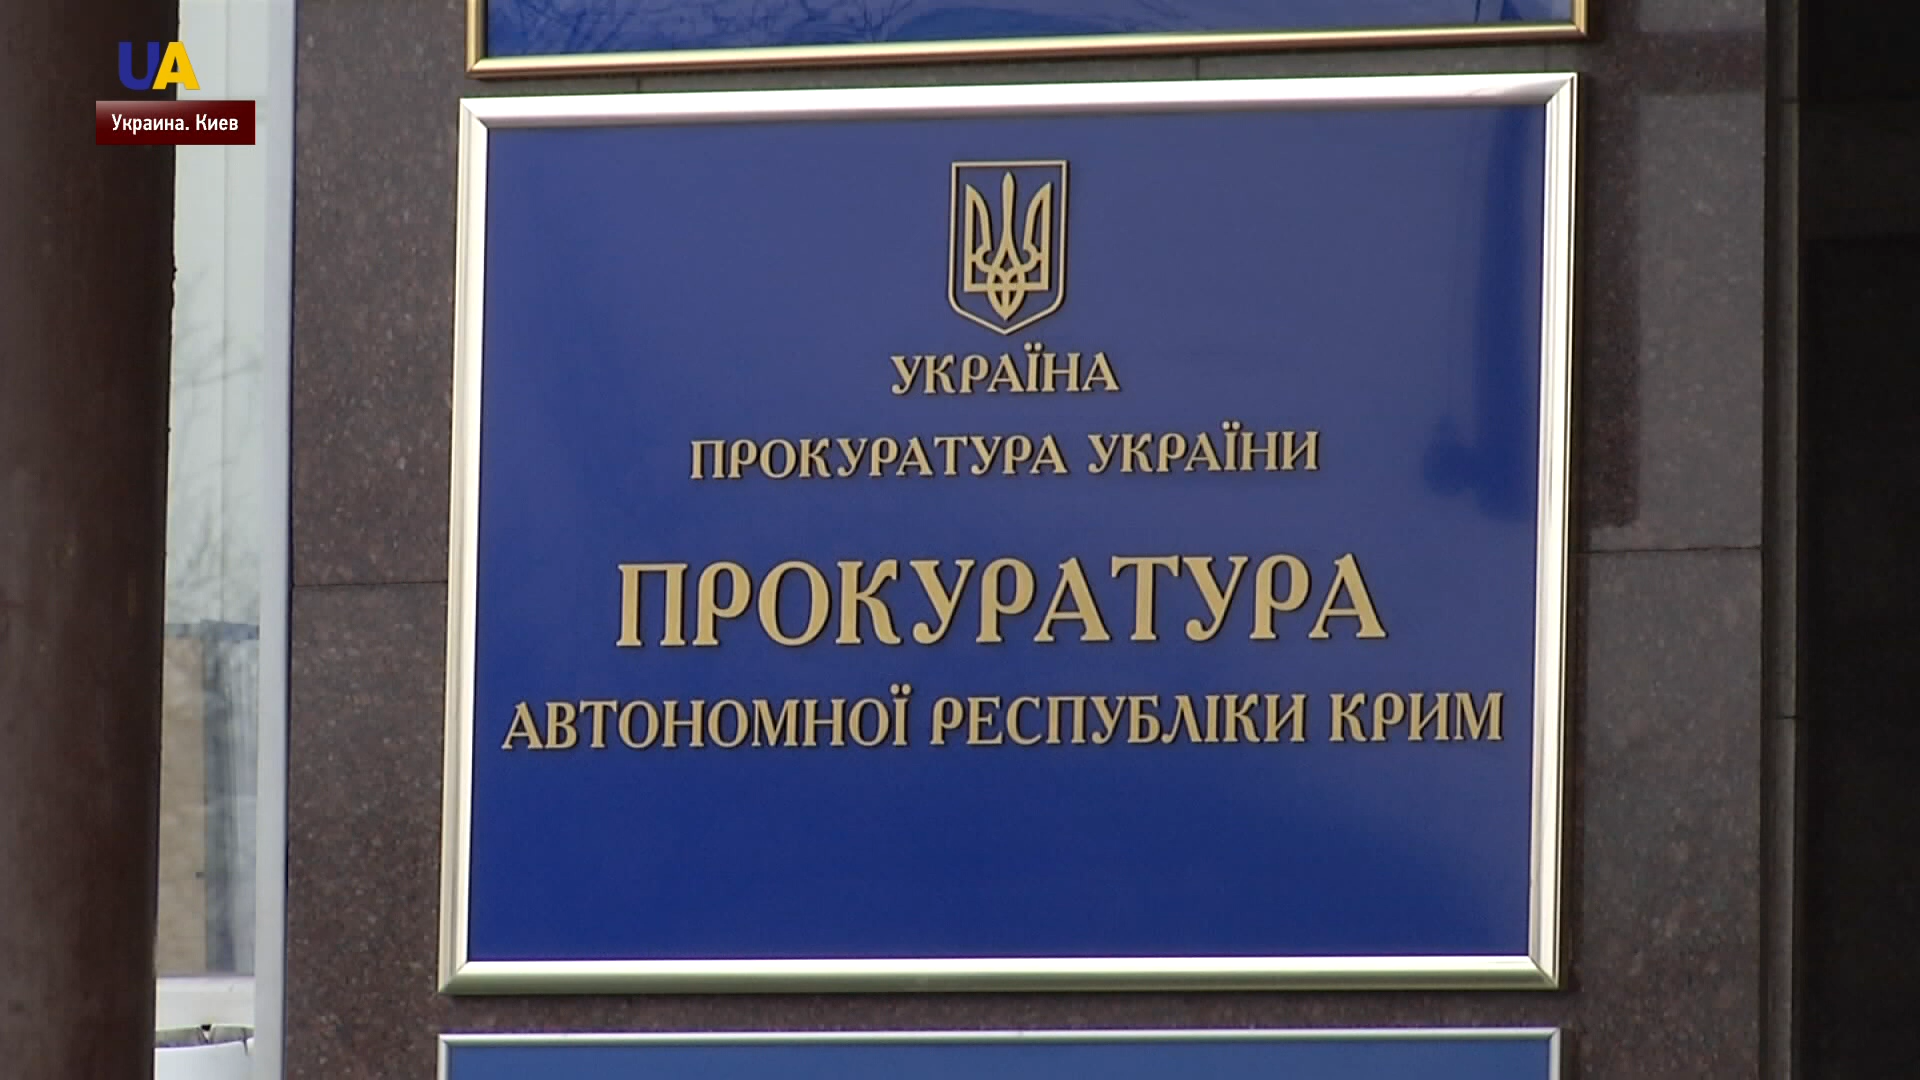 UA
Украина. Киев
УКРАЇНА
ПРОКУРАТУРА УКРАЇНИ
ПРОКУРАТУРА
АВТОНОМНОЇ РЕСПУБЛІКИ КРИМ